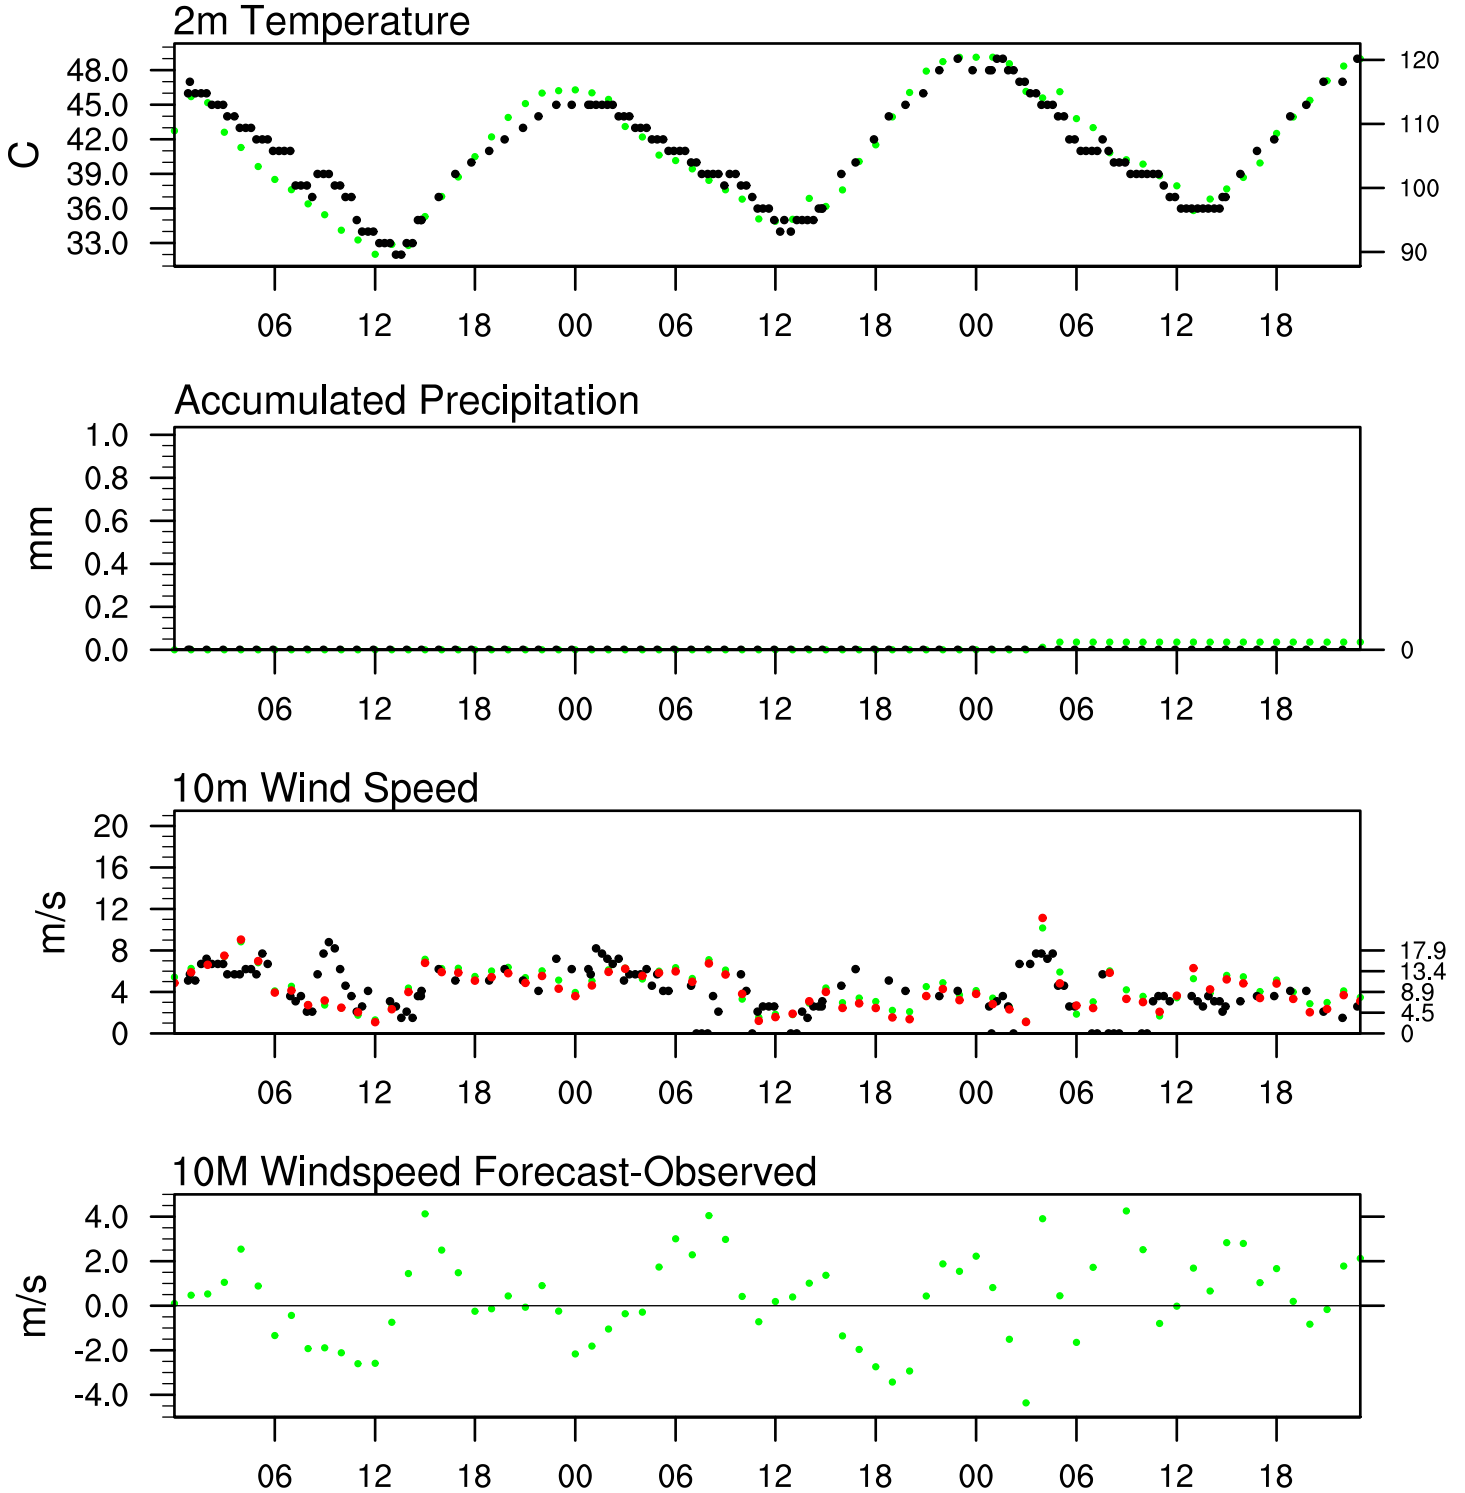 2m Temperature
48.0
45.0
42.0
39.0
36.0
33.0
C
120
110
100
90
06 12 18 00 06 12 18 00 06 12 18
Accumulated Precipitation
1.0
0.8
0.6
0.4
0.2
0.0
mm
0
06 12 18 00 06 12 18 00 06 12 18
10m Wind Speed
20
16
12
8
4
0
m/s
17.9
13.4
8.9
4.5
0
06 12 18 00 06 12 18 00 06 12 18
10M Windspeed Forecast-Observed
4.0
2.0
0.0
-2.0
-4.0
m/s
06 12 18 00 06 12 18 00 06 12 18